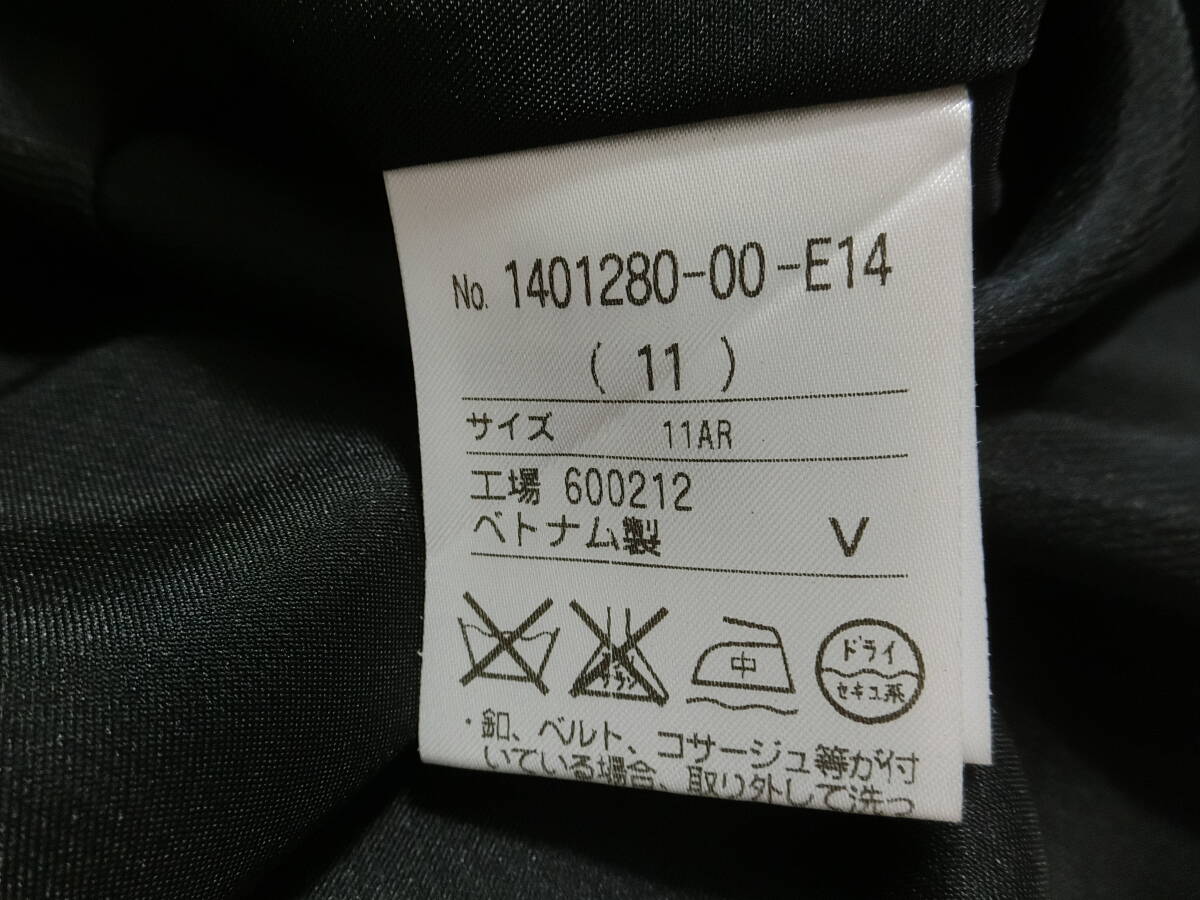 No. 1401280-00-E14
( 11 )
サイズ 11AR
工場 600212
ベトナム製 V
中 ドライ
セキユ系
・釦、ベルト、コサージュ等が付
いている場合、取り外して洗っ